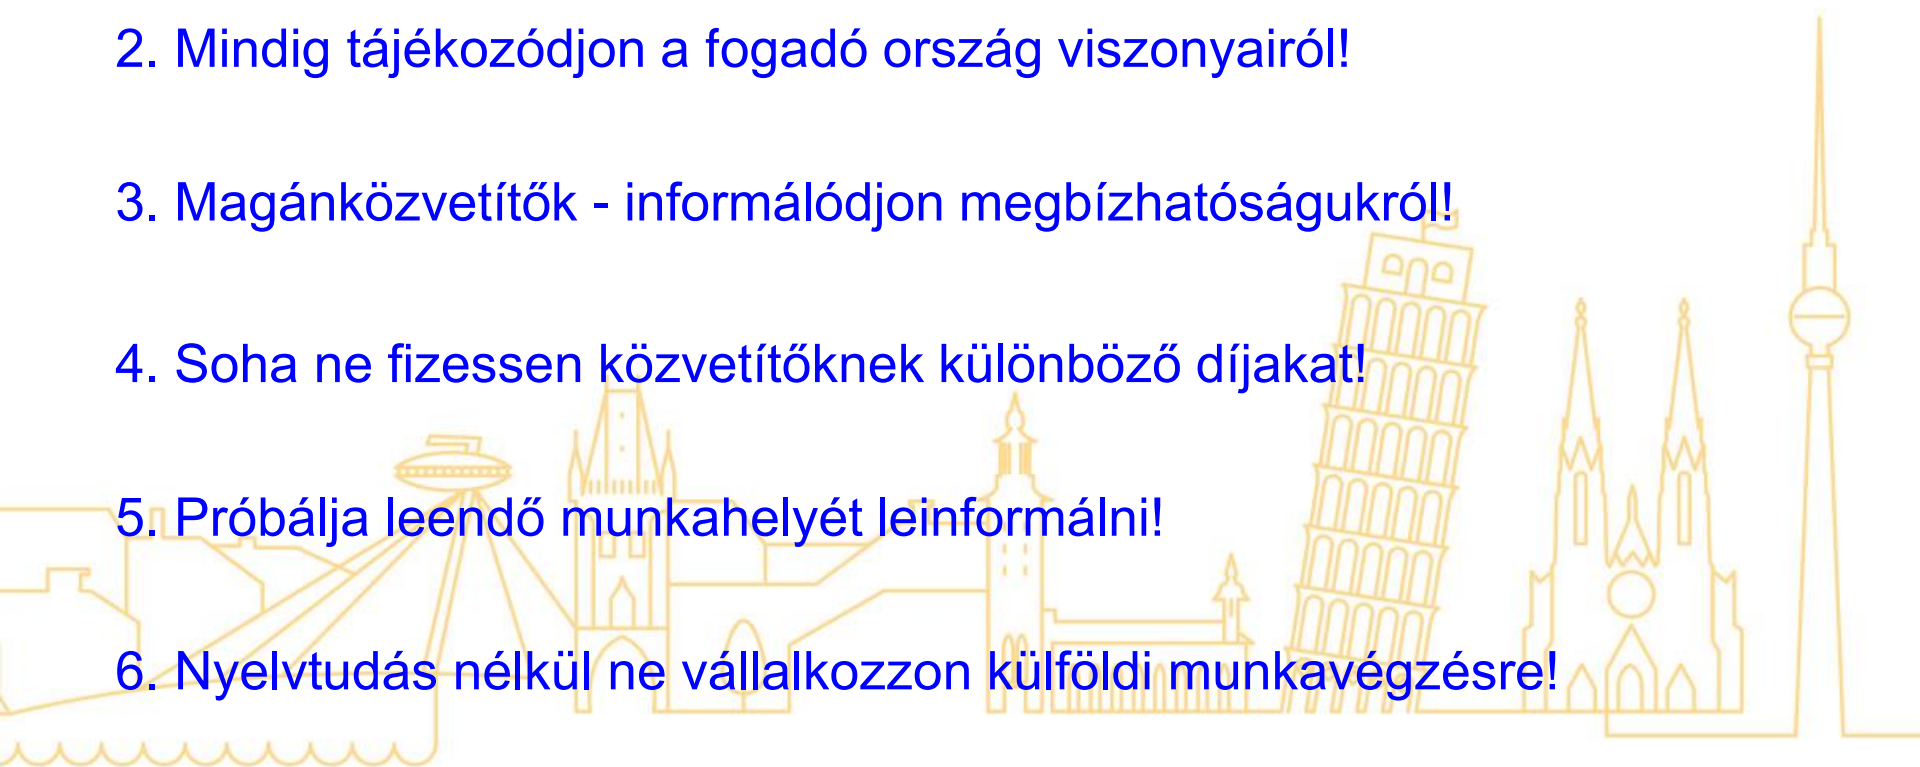 2. Mindig tájékozódjon a fogadó ország viszonyairól!
3. Magánközvetítők - informálódjon megbízhatóságukról!
4. Soha ne fizessen közvetítőknek különböző díjakat!
5. Próbálja leendő munkahelyét leinformálni!
6. Nyelvtudás nélkül ne vállalkozzon külföldi munkavégzésre!